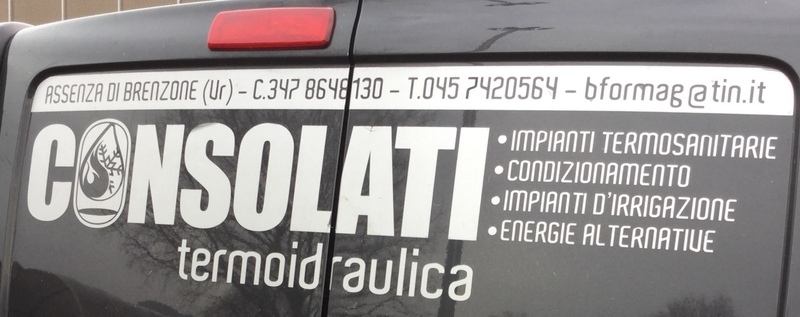 ASSENZA DI BRENZONE (Vr) - C.347 8648130 - T.045 7420564 - bformag@tin.it
CONSOLATI
termoidraulica
• IMPIANTI TERMOSANITARIE
• CONDIZIONAMENTO
• IMPIANTI D'IRRIGAZIONE
• ENERGIE ALTERNATIVE